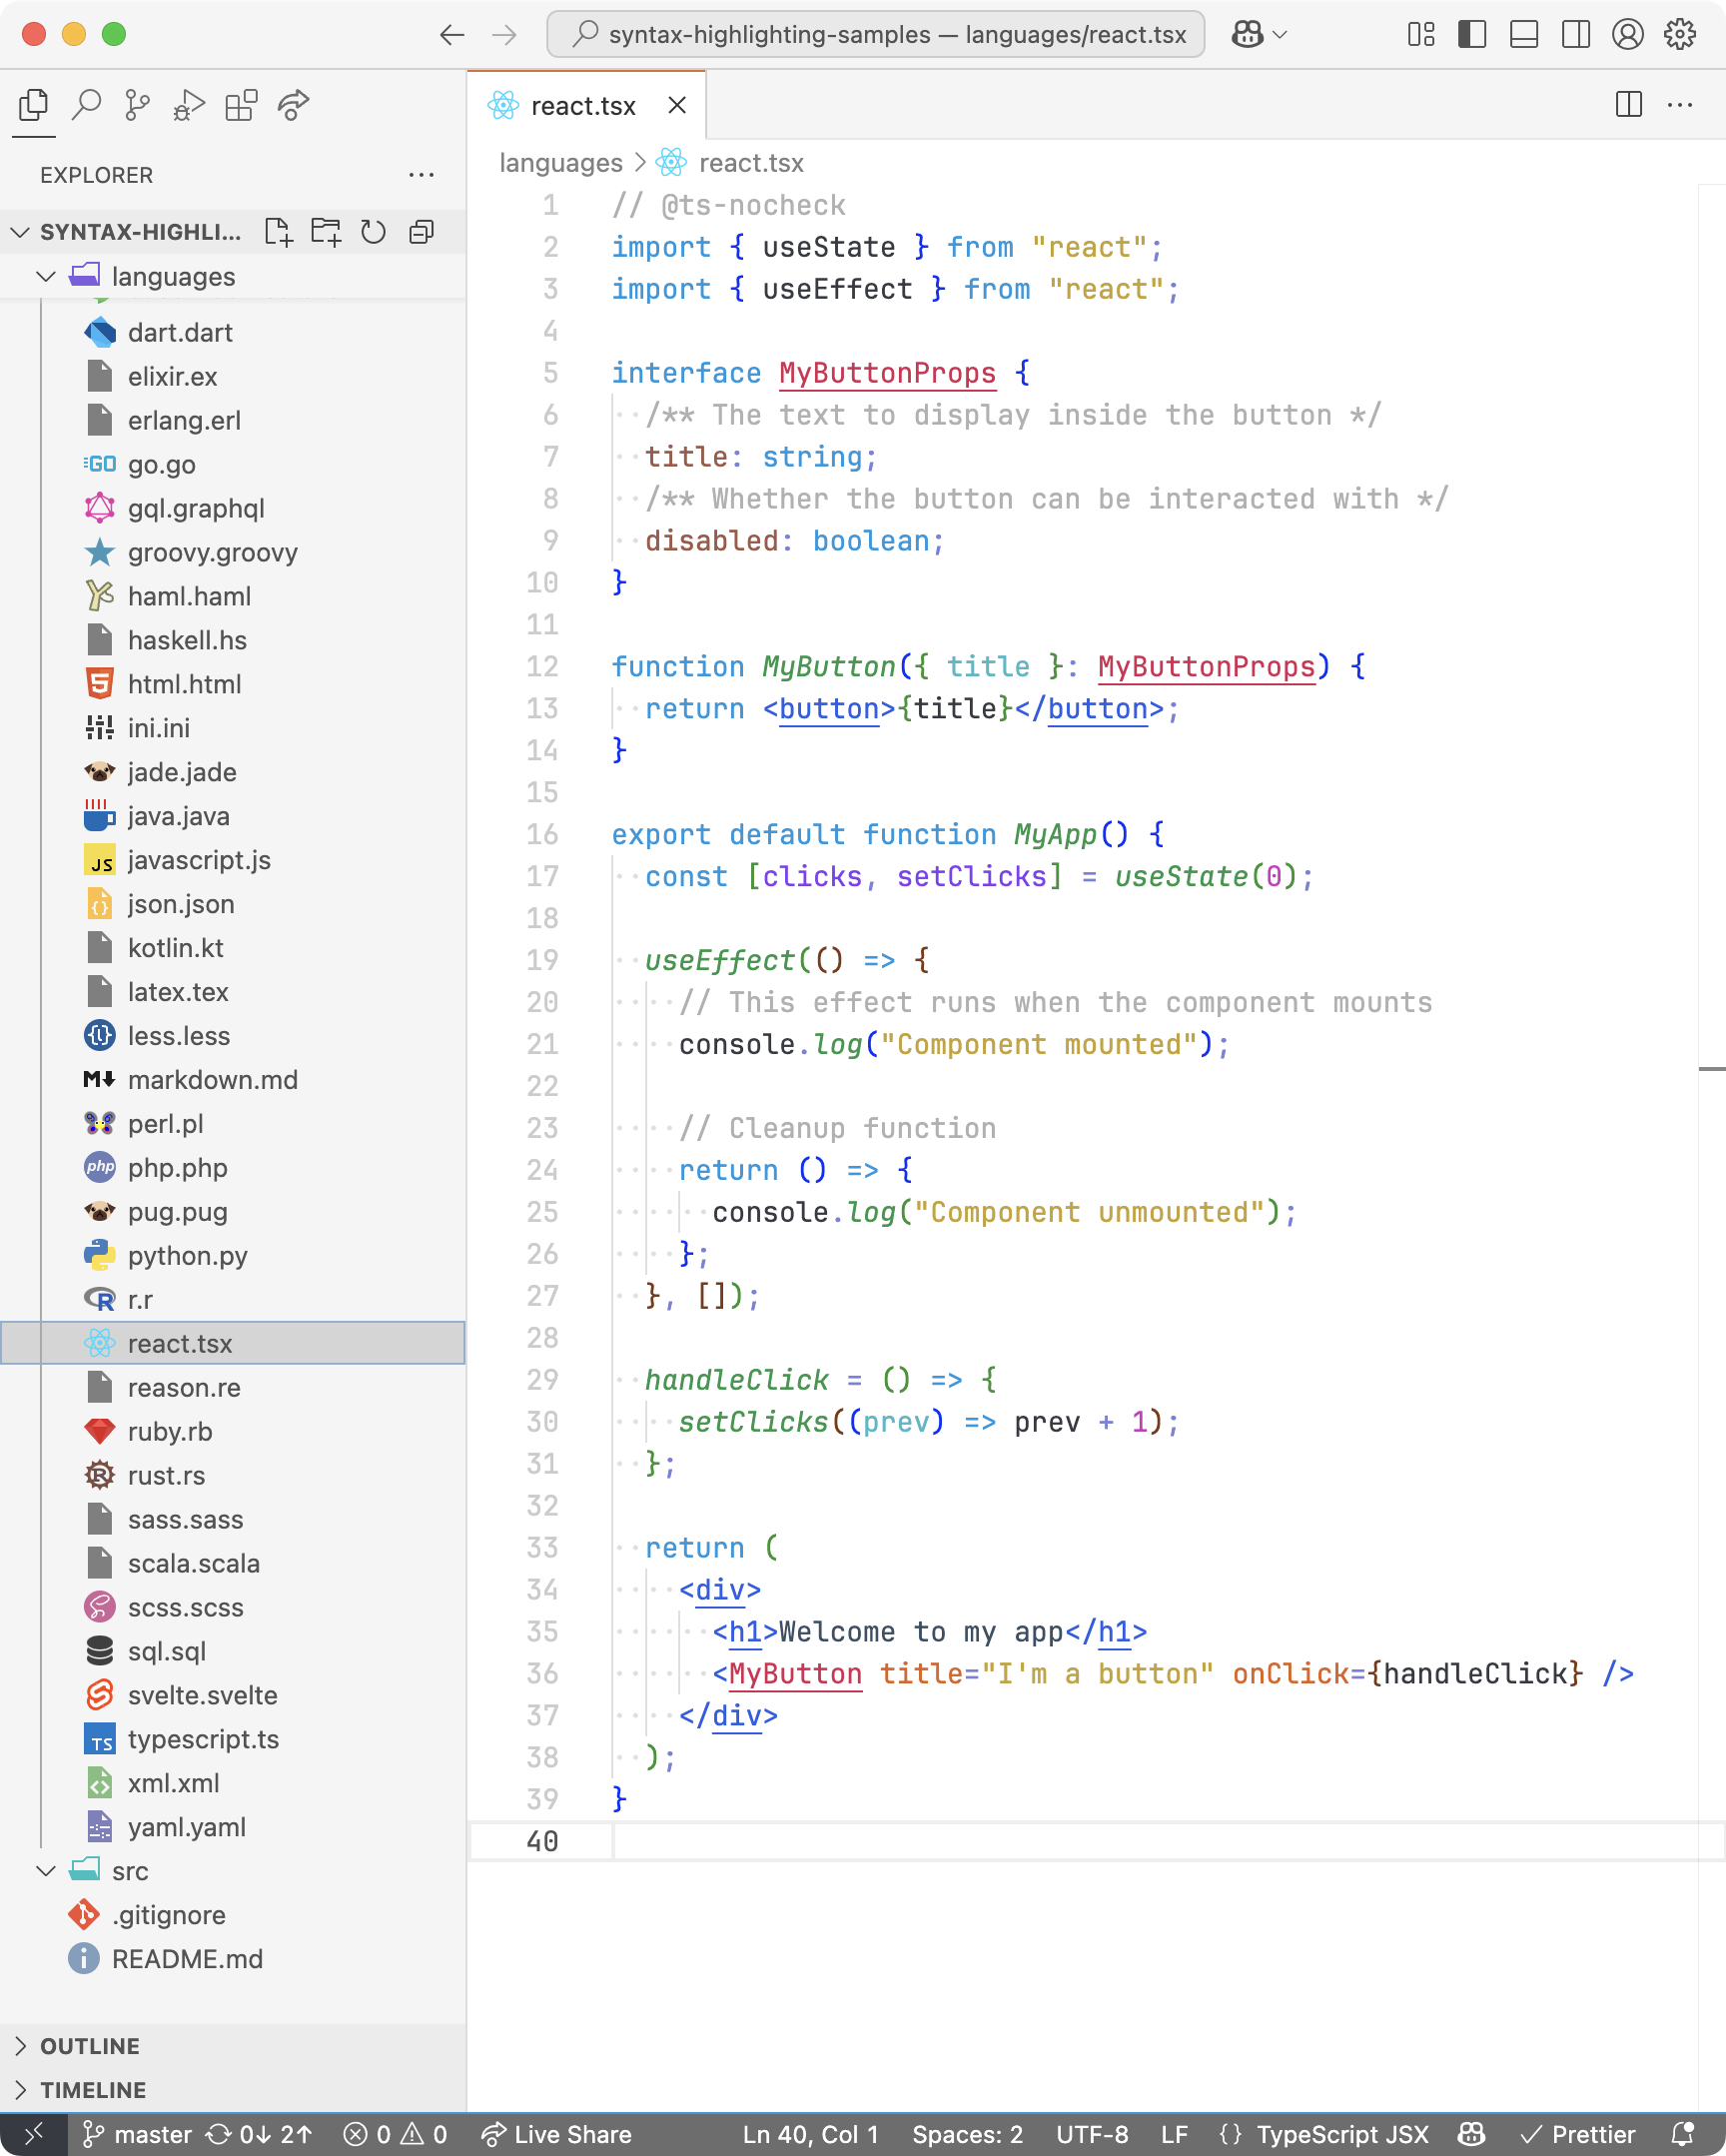 syntax-highlighting-samples — languages/react.tsx
react.tsx
EXPLORER
languages > react.tsx
SYNTAX-HIGHLI...
languages
dart.dart
elixir.ex
erlang.erl
GO go.go
gql.graphql
groovy.groovy
haml.haml
haskell.hs
5 html.html
ini.ini
jade.jade
java.java
JS javascript.js
{} json.json
kotlin.kt
latex.tex
{L} less.less
M markdown.md
perl.pl
php php.php
pug.pug
python.py
R r.r
react.tsx
reason.re
ruby.rb
R rust.rs
sass.sass
scala.scala
scss.scss
sql.sql
svelte.svelte
TS typescript.ts
<> xml.xml
yaml.yaml
src
.gitignore
i README.md
OUTLINE
TIMELINE
1 // @ts-nocheck
2 import { useState } from "react";
3 import { useEffect } from "react";
4
5 interface MyButtonProps {
6 ··/** The text to display inside the button */
7 ··title: string;
8 ··/** Whether the button can be interacted with */
9 ··disabled: boolean;
10 }
11
12 function MyButton({ title }: MyButtonProps) {
13 ··return <button>{title}</button>;
14 }
15
16 export default function MyApp() {
17 ··const [clicks, setClicks] = useState(0);
18
19 ··useEffect(() => {
20 ····// This effect runs when the component mounts
21 ····console.log("Component mounted");
22
23 ····// Cleanup function
24 ····return () => {
25 ······console.log("Component unmounted");
26 ····};
27 ··}, []);
28
29 ··handleClick = () => {
30 ····setClicks((prev) => prev + 1);
31 ··};
32
33 ··return (
34 ····<div>
35 ······<h1>Welcome to my app</h1>
36 ······<MyButton title="I'm a button" onClick={handleClick} />
37 ····</div>
38 ··);
39 }
40
master 0↓ 2↑ 0 0 Live Share Ln 40, Col 1 Spaces: 2 UTF-8 LF {} TypeScript JSX Prettier